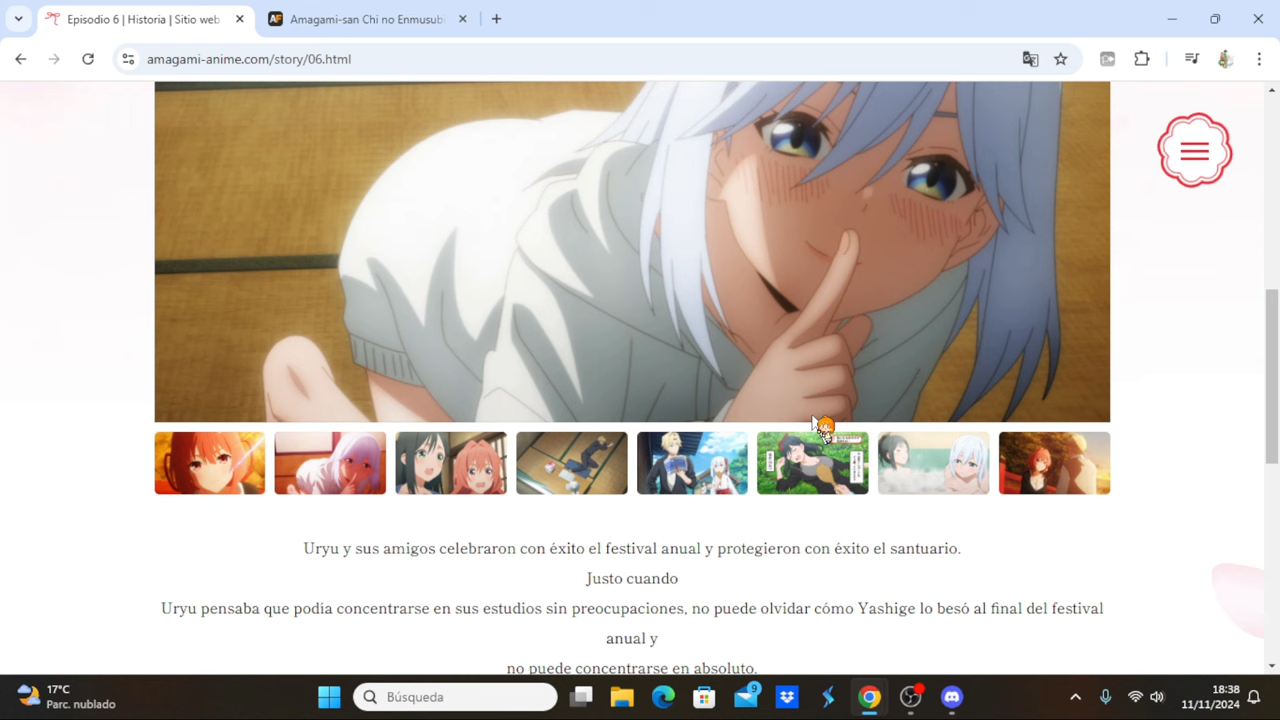 Episodio 6 | Historia | Sitio web
AF Amagami-san Chi no Enmusubi
amagami-anime.com/story/06.html
Uryu y sus amigos celebraron con éxito el festival anual y protegieron con éxito el santuario.
Justo cuando
Uryu pensaba que podía concentrarse en sus estudios sin preocupaciones, no puede olvidar cómo Yashige lo besó al final del festival
anual y
no puede concentrarse en absoluto.
17°C
Parc. nublado
Búsqueda
9
18:38
11/11/2024